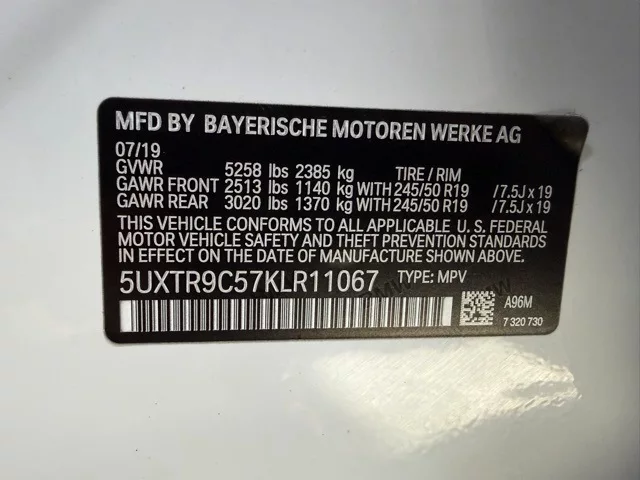 MFD BY BAYERISCHE MOTOREN WERKE AG
07/19
GVWR 5258 lbs 2385 kg TIRE / RIM
GAWR FRONT 2513 lbs 1140 kg WITH 245/50 R19 /7.5J x 19
GAWR REAR 3020 lbs 1370 kg WITH 245/50 R19 /7.5J x 19
THIS VEHICLE CONFORMS TO ALL APPLICABLE U. S. FEDERAL
MOTOR VEHICLE SAFETY AND THEFT PREVENTION STANDARDS
IN EFFECT ON THE DATE OF MANUFACTURE SHOWN ABOVE.
5UXTR9C57KLR11067 TYPE: MPV
A96M
7 320 730